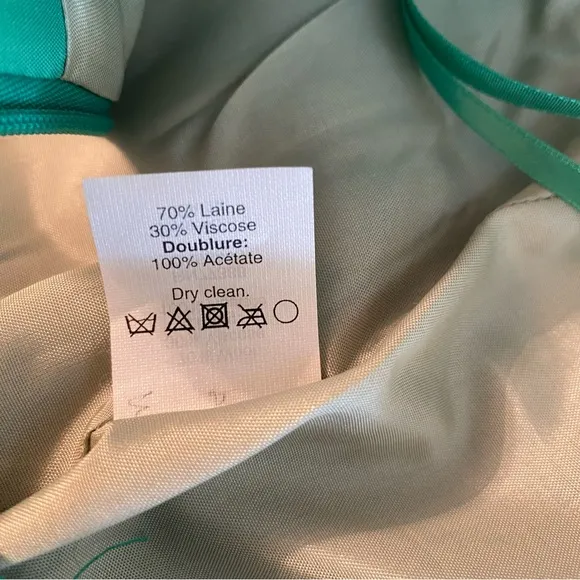 70% Laine
30% Viscose
Doublure:
100% Acétate
Dry clean.